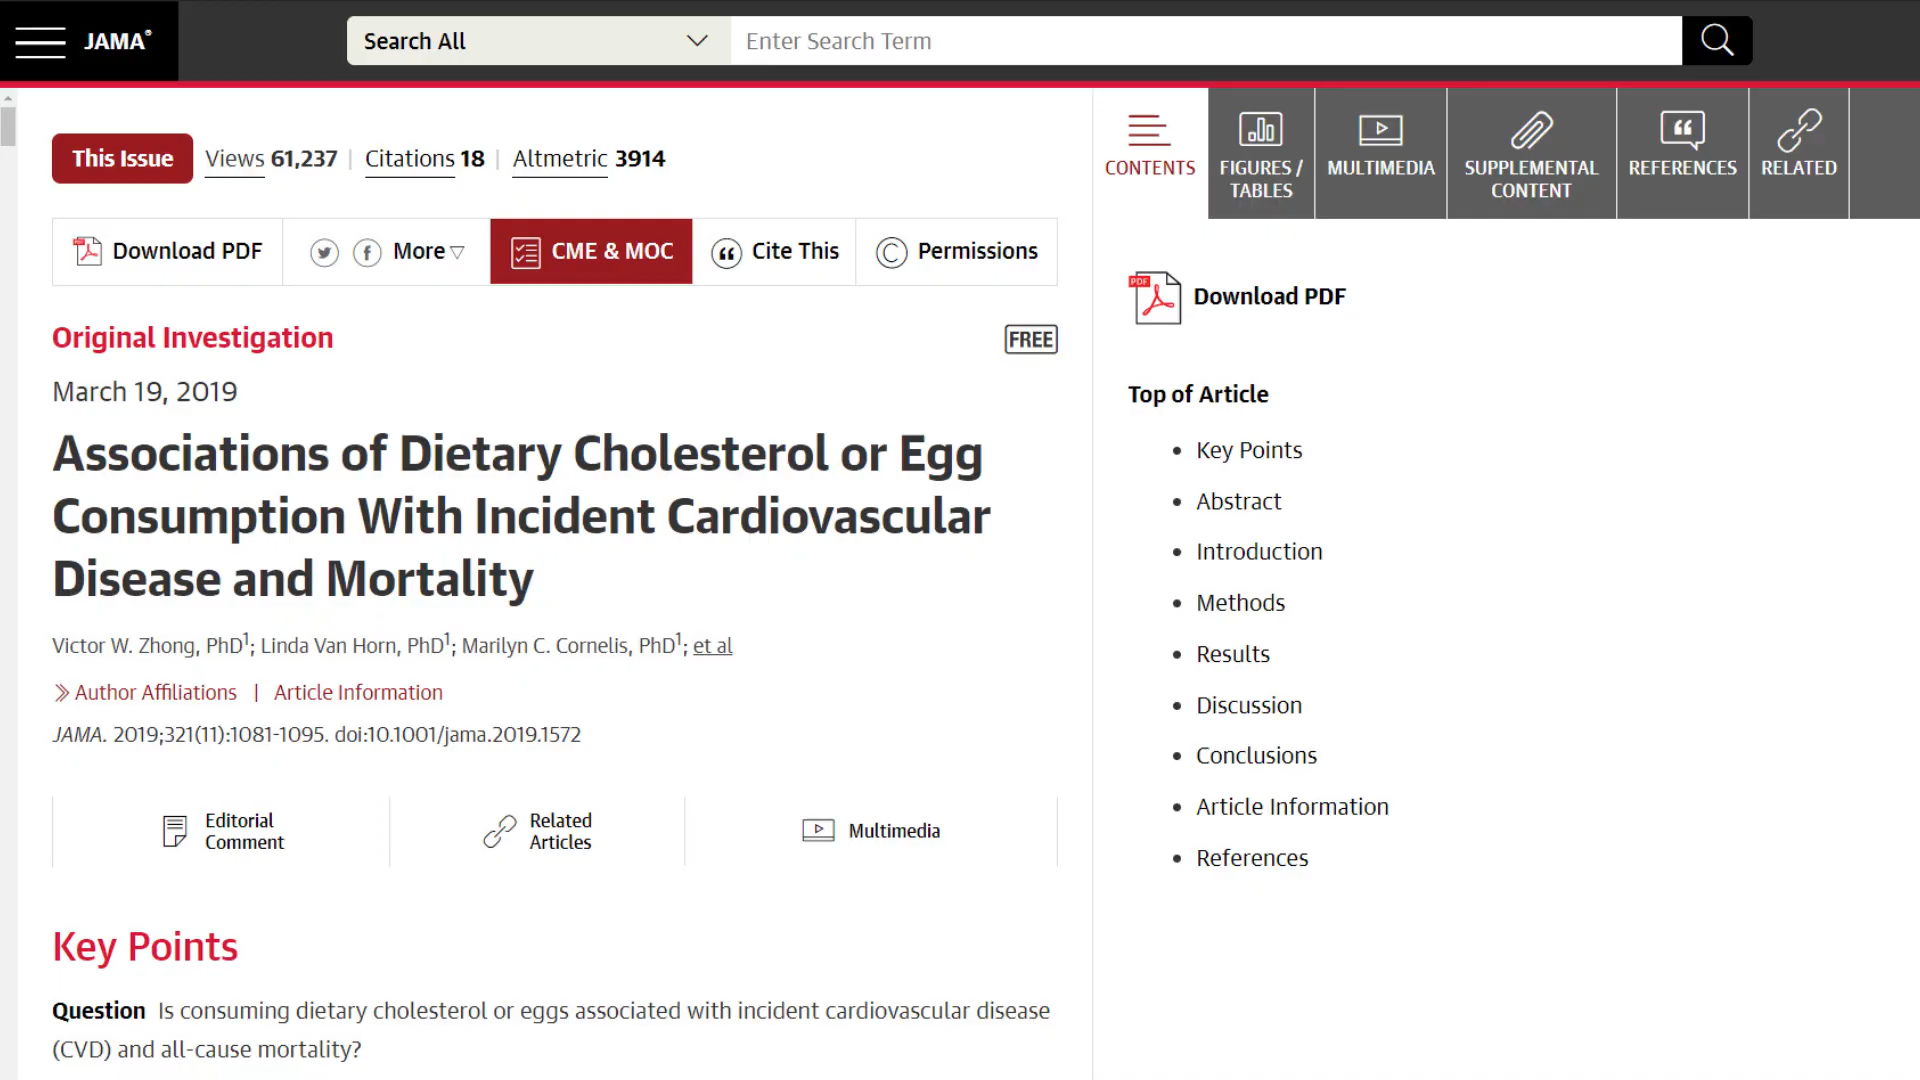 JAMA®
Search All
Enter Search Term
This Issue
Views 61,237 | Citations 18 | Altmetric 3914
Download PDF
More
CME & MOC
Cite This
Permissions
Original Investigation
FREE
March 19, 2019
Associations of Dietary Cholesterol or Egg
Consumption With Incident Cardiovascular
Disease and Mortality
Victor W. Zhong, PhD1; Linda Van Horn, PhD1; Marilyn C. Cornelis, PhD1; et al
Author Affiliations | Article Information
JAMA. 2019;321(11):1081-1095. doi:10.1001/jama.2019.1572
Editorial
Comment
Related
Articles
Multimedia
Key Points
Question Is consuming dietary cholesterol or eggs associated with incident cardiovascular disease
(CVD) and all-cause mortality?
CONTENTS
FIGURES /
TABLES
MULTIMEDIA
SUPPLEMENTAL
CONTENT
REFERENCES
RELATED
PDF
Download PDF
Top of Article
Key Points
Abstract
Introduction
Methods
Results
Discussion
Conclusions
Article Information
References